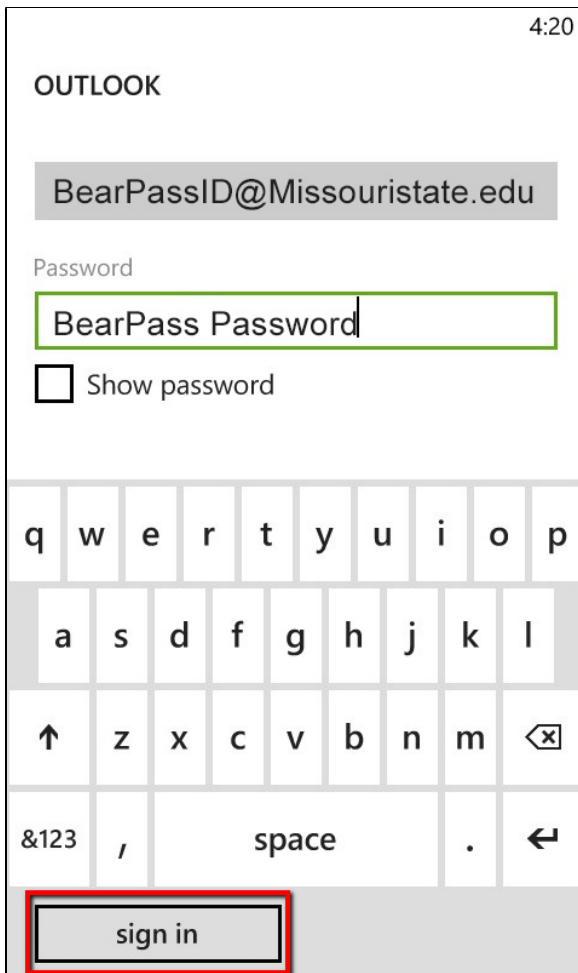 4:20
OUTLOOK
BearPassID@Missouristate.edu
Password
BearPass Password
Show password
q w e r t y u i o p
a s d f g h j k l
z x c v b n m
&123 , space .
sign in